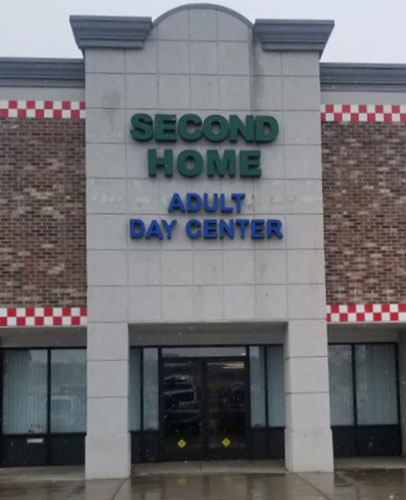 SECOND
HOME
ADULT
DAY CENTER